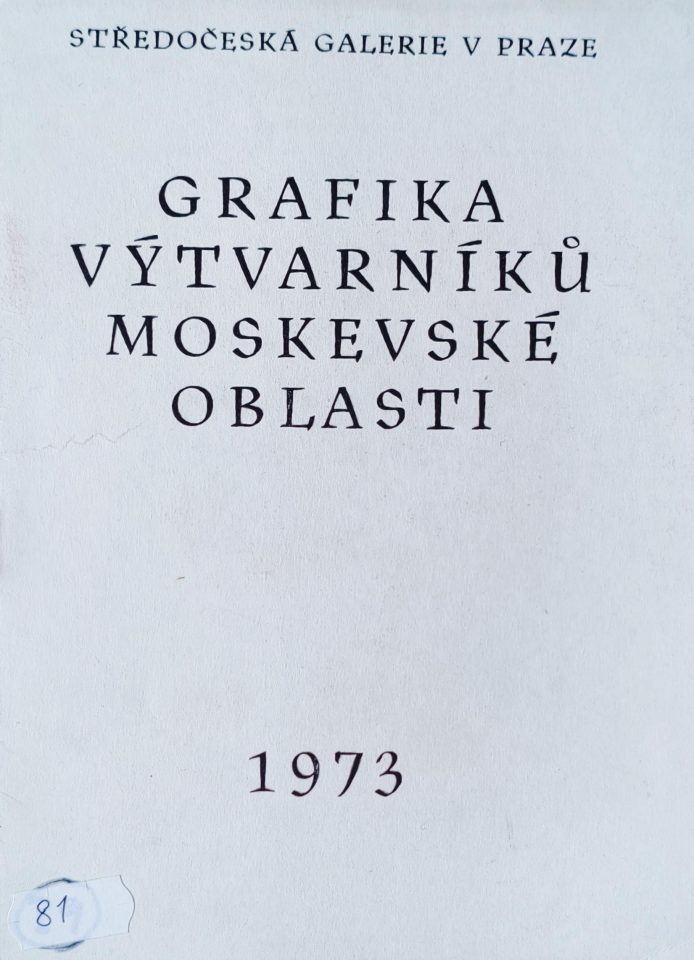 STŘEDOČESKÁ GALERIE V PRAZE
GRAFIKA
VÝTVARNÍKŮ
MOSKEVSKÉ
OBLASTI
1973
81